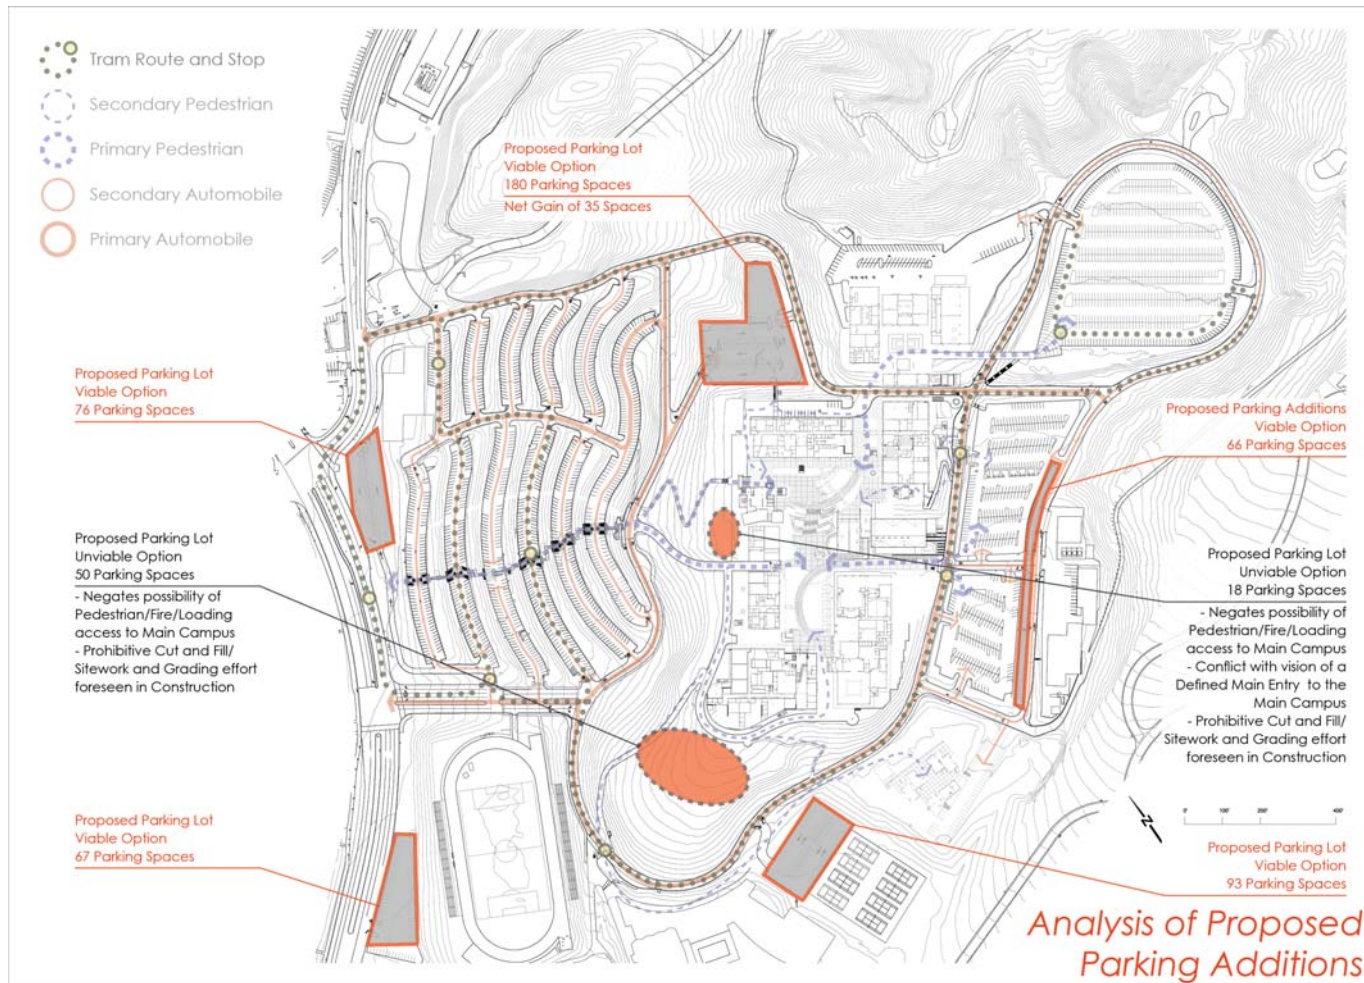 Tram Route and Stop
Secondary Pedestrian
Primary Pedestrian
Secondary Automobile
Primary Automobile
Proposed Parking Lot
Viable Option
180 Parking Spaces
Net Gain of 35 Spaces
Proposed Parking Lot
Viable Option
76 Parking Spaces
Proposed Parking Additions
Viable Option
66 Parking Spaces
Proposed Parking Lot
Unviable Option
50 Parking Spaces
- Negates possibility of
Pedestrian/Fire/Loading
access to Main Campus
- Prohibitive Cut and Fill/
Sitework and Grading effort
foreseen in Construction
Proposed Parking Lot
Unviable Option
18 Parking Spaces
- Negates possibility of
Pedestrian/Fire/Loading
access to Main Campus
- Conflict with vision of a
Defined Main Entry to the
Main Campus
- Prohibitive Cut and Fill/
Sitework and Grading effort
foreseen in Construction
Proposed Parking Lot
Viable Option
67 Parking Spaces
N
0' 100' 200' 400'
Proposed Parking Lot
Viable Option
93 Parking Spaces
Analysis of Proposed
Parking Additions